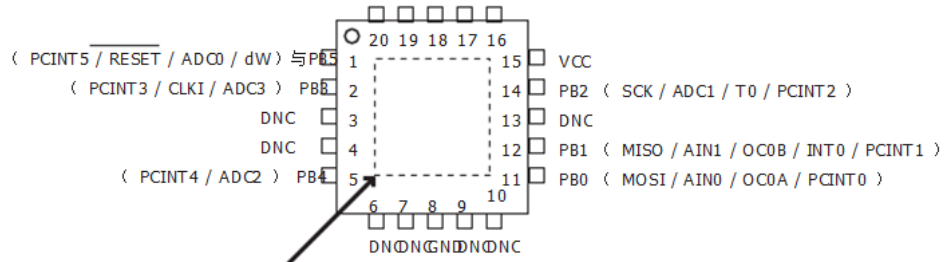 20 19 18 17 16
( PCINT5 / RESET / ADC0 / dW) 与PB5 1 15 VCC
( PCINT3 / CLKI / ADC3 ) PB3 2 14 PB2 ( SCK / ADC1 / T0 / PCINT2 )
DNC 3 13 DNC
DNC 4 12 PB1 ( MISO / AIN1 / OC0B / INT0 / PCINT1 )
( PCINT4 / ADC2 ) PB4 5 11 PB0 ( MOSI / AIN0 / OC0A / PCINT0 )
6 7 8 9 10
DNC DNC GND DNC DNC